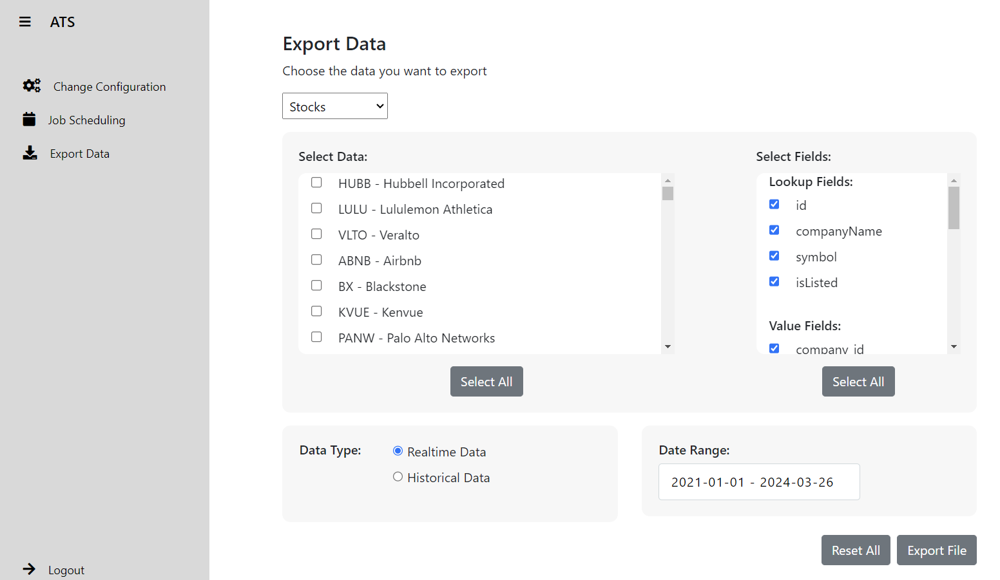 ATS
Change Configuration
Job Scheduling
Export Data
Logout
Export Data
Choose the data you want to export
Stocks
Select Data:
HUBB - Hubbell Incorporated
LULU - Lululemon Athletica
VLTO - Veralto
ABNB - Airbnb
BX - Blackstone
KVUE - Kenvue
PANW - Palo Alto Networks
Select All
Select Fields:
Lookup Fields:
id
companyName
symbol
isListed
Value Fields:
company_id
Select All
Data Type:
Realtime Data
Historical Data
Date Range:
2021-01-01 - 2024-03-26
Reset All
Export File